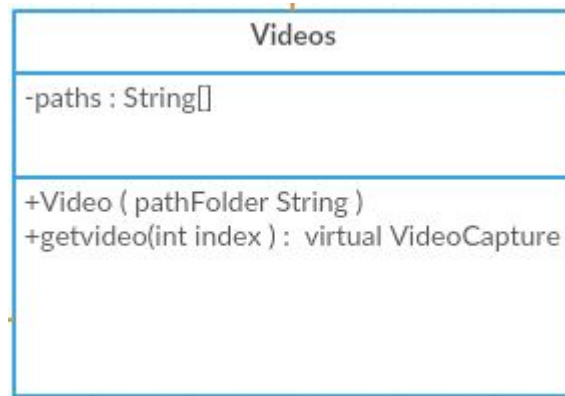 Videos
-paths : String[]
+Video ( pathFolder String )
+getvideo(int index ) :  virtual VideoCapture